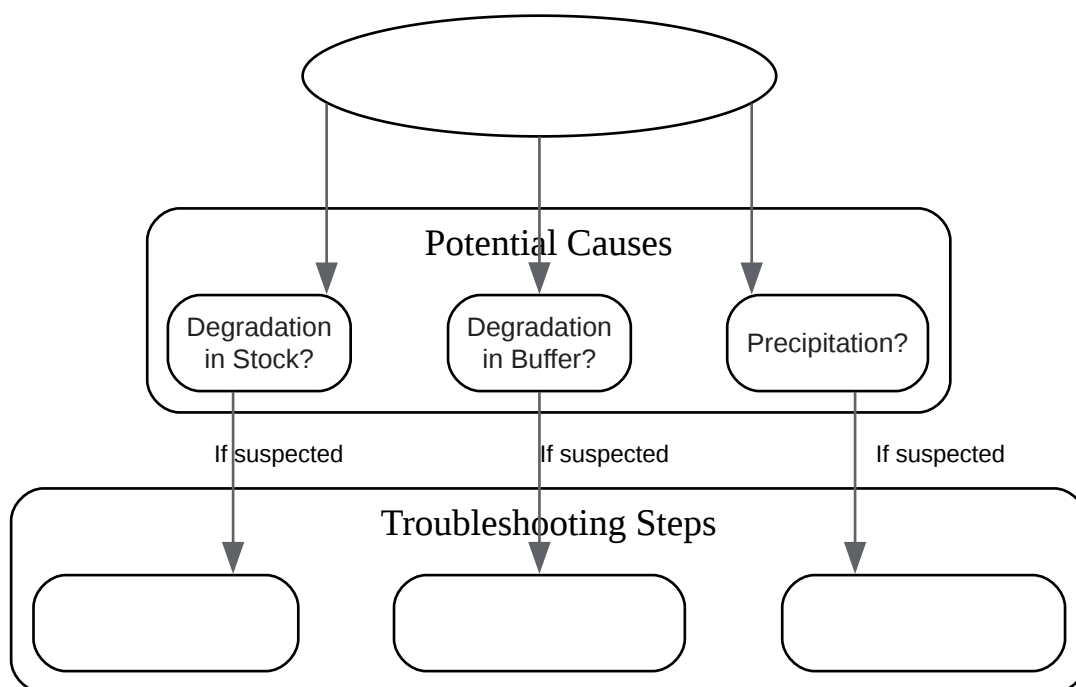 Potential Causes
Degradation
in Stock?
Degradation
in Buffer?
Precipitation?
If suspected
If suspected
If suspected
Troubleshooting Steps